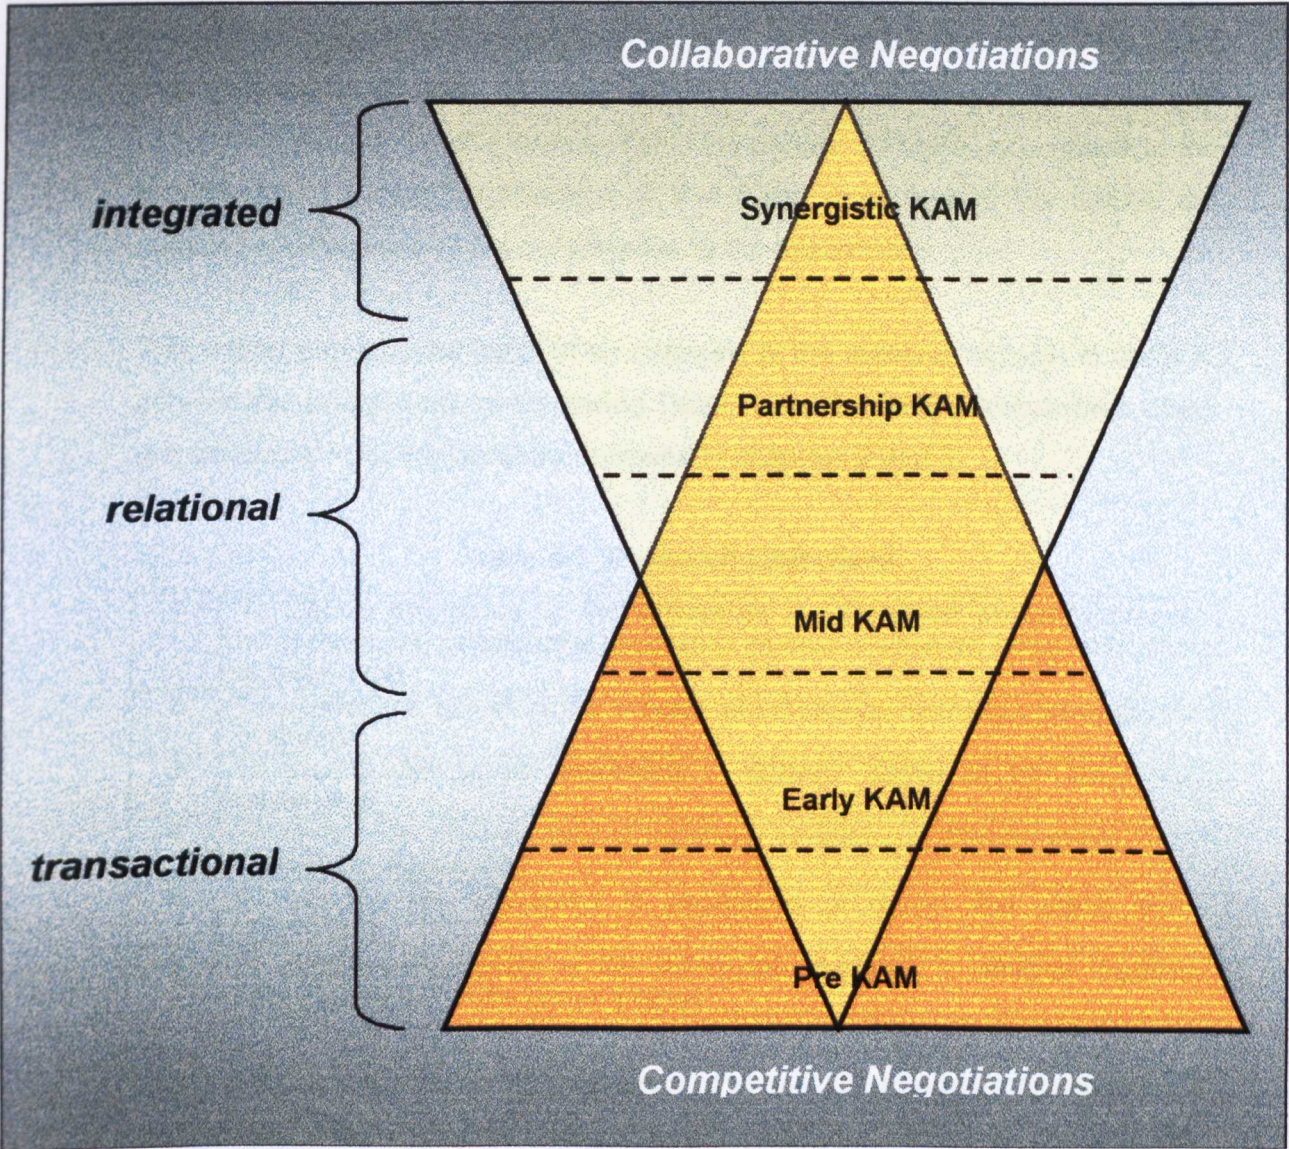 Collaborative Negotiations
integrated
Synergistic KAM
Partnership KAM
relational
Mid KAM
Early KAM
transactional
Pre KAM
Competitive Negotiations